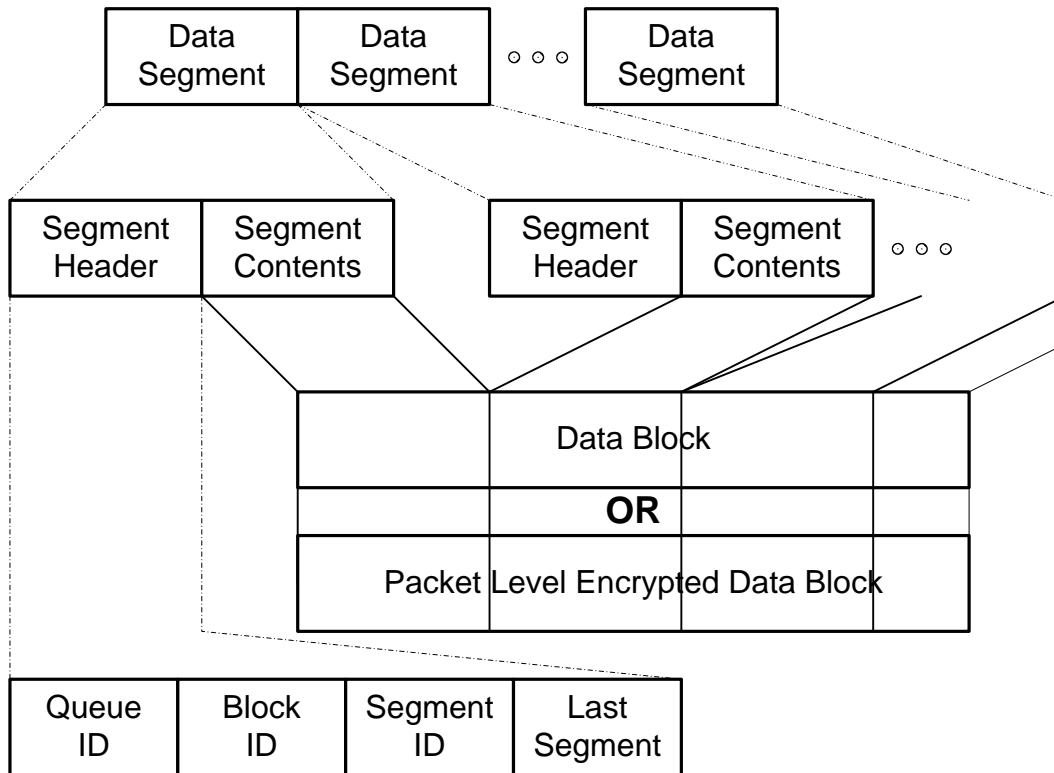 Data Data Data
Segment Segment Segment
Segment Segment Segment Segment
Header Contents Header Contents
Data Block
OR
Packet Level Encrypted Data Block
Queue Block Segment Last
ID ID ID Segment